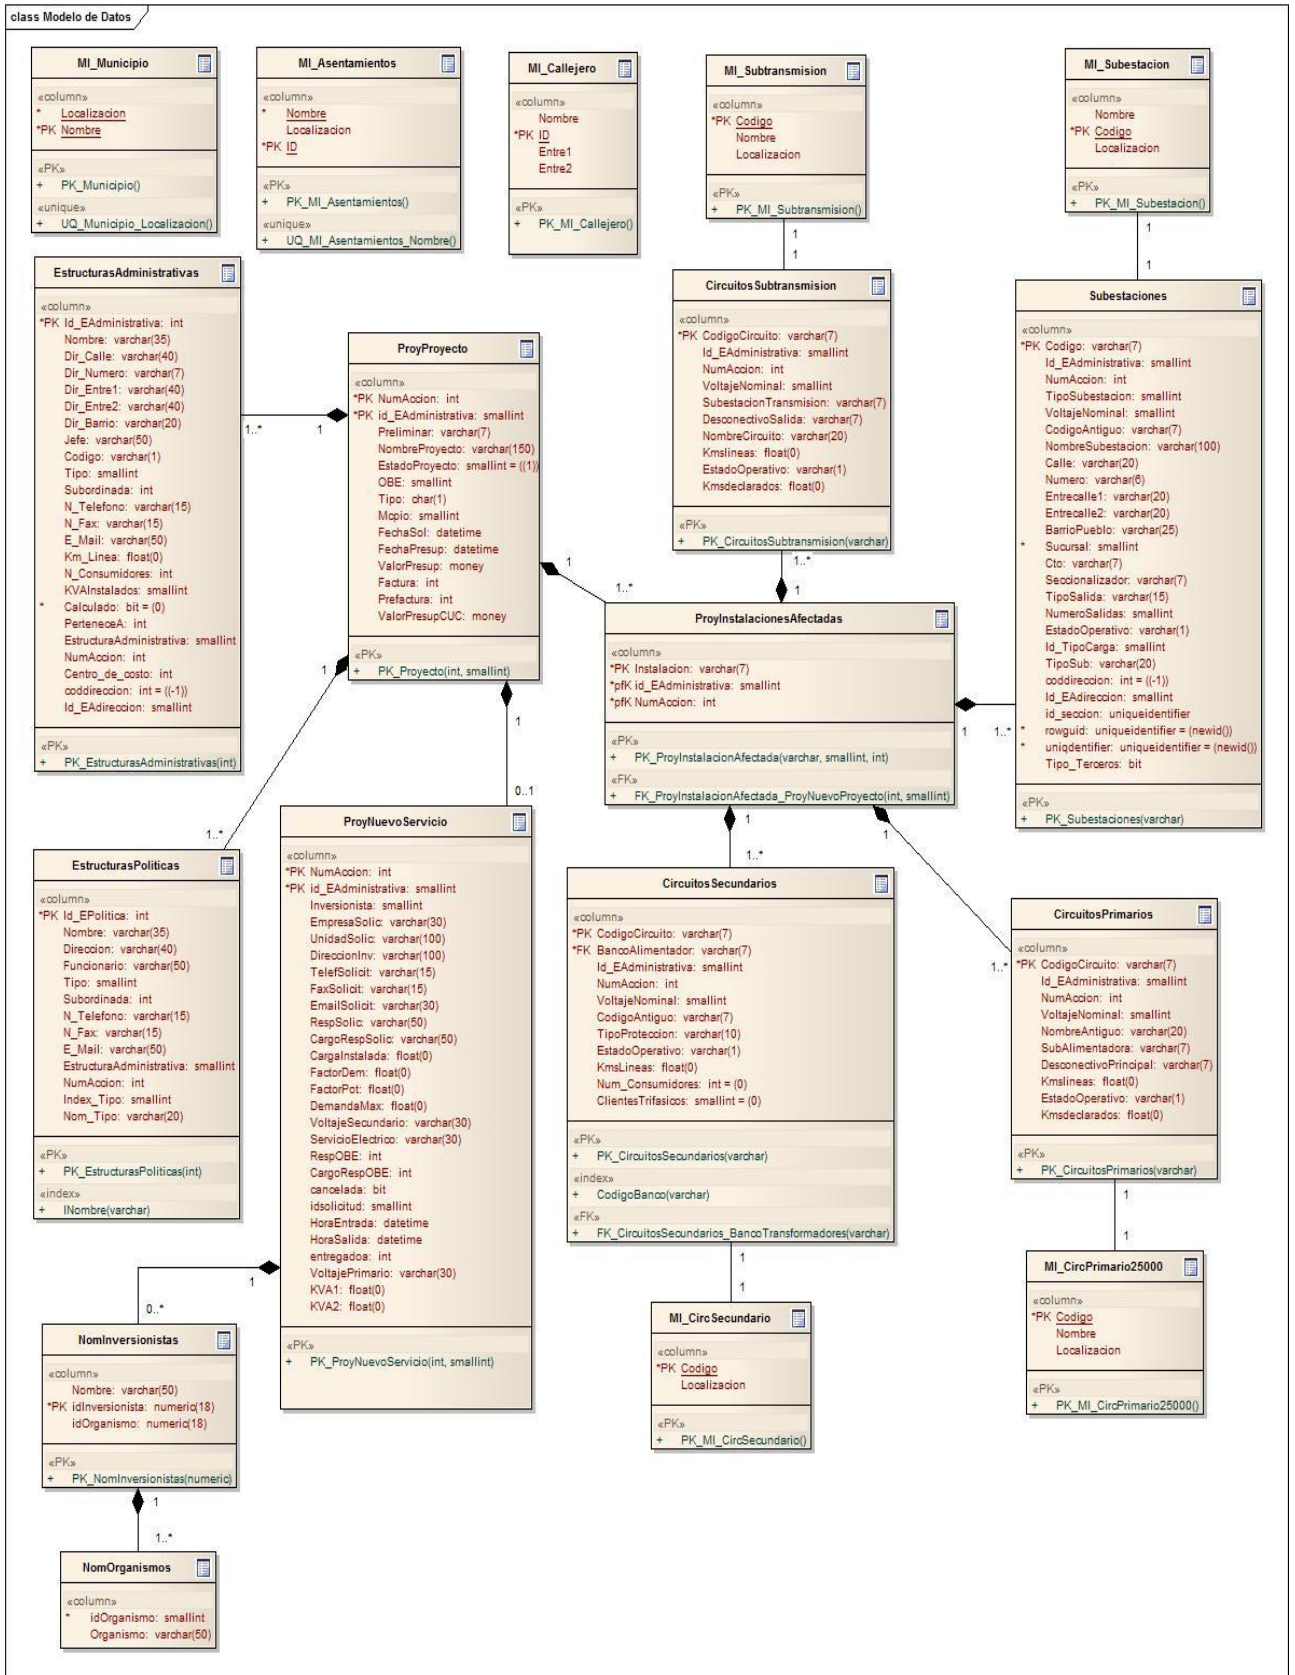 class Modelo de Datos
MI_Municipio
«column»
* Localizacion
*PK Nombre
«PK»
+ PK_Municipio()
«unique»
+ UQ_Municipio_Localizacion()
MI_Asentamientos
«column»
* Nombre
Localizacion
*PK ID
«PK»
+ PK_MI_Asentamientos()
«unique»
+ UQ_MI_Asentamientos_Nombre()
MI_Callejero
«column»
Nombre
*PK ID
Entre1
Entre2
«PK»
+ PK_MI_Callejero()
MI_Subtransmision
«column»
*PK Codigo
Nombre
Localizacion
«PK»
+ PK_MI_Subtransmision()
1
1
MI_Subestacion
«column»
Nombre
*PK Codigo
Localizacion
«PK»
+ PK_MI_Subestacion()
1
1
EstructurasAdministrativas
«column»
*PK Id_EAdministrativa: int
Nombre: varchar(35)
Dir_Calle: varchar(40)
Dir_Numero: varchar(7)
Dir_Entre1: varchar(40)
Dir_Entre2: varchar(40)
Dir_Barrio: varchar(20)
Jefe: varchar(50)
Codigo: varchar(1)
Tipo: smallint
Subordinada: int
N_Telefono: varchar(15)
N_Fax: varchar(15)
E_Mail: varchar(50)
Km_Linea: float(0)
N_Consumidores: int
KVAInstalados: smallint
* Calculado: bit = (0)
PerteneceA: int
EstructuraAdministrativa: smallint
NumAccion: int
Centro_de_costo: int
coddireccion: int = ((-1))
Id_EAdireccion: smallint
«PK»
+ PK_EstructurasAdministrativas(int)
1..*
1
ProyProyecto
«column»
*PK NumAccion: int
*PK id_EAdministrativa: smallint
Preliminar: varchar(7)
NombreProyecto: varchar(150)
EstadoProyecto: smallint = ((1))
OBE: smallint
Tipo: char(1)
Mcpio: smallint
FechaSol: datetime
FechaPresup: datetime
ValorPresup: money
Factura: int
Prefactura: int
ValorPresupCUC: money
«PK»
+ PK_Proyecto(int, smallint)
1
1..*
1
1..*
1
0..1
CircuitosSubtransmision
«column»
*PK CodigoCircuito: varchar(7)
Id_EAdministrativa: smallint
NumAccion: int
VoltajeNominal: smallint
SubestacionTransmision: varchar(7)
DesconectivoSalida: varchar(7)
NombreCircuito: varchar(20)
Kmslineas: float(0)
EstadoOperativo: varchar(1)
Kmsdeclarados: float(0)
«PK»
+ PK_CircuitosSubtransmision(varchar)
1..*
1
Subestaciones
«column»
*PK Codigo: varchar(7)
Id_EAdministrativa: smallint
NumAccion: int
TipoSubestacion: smallint
VoltajeNominal: smallint
CodigoAntiguo: varchar(7)
NombreSubestacion: varchar(100)
Calle: varchar(20)
Numero: varchar(6)
Entrecalle1: varchar(20)
Entrecalle2: varchar(20)
BarrioPueblo: varchar(25)
* Sucursal: smallint
Cto: varchar(7)
Seccionalizador: varchar(7)
TipoSalida: varchar(15)
NumeroSalidas: smallint
EstadoOperativo: varchar(1)
Id_TipoCarga: smallint
TipoSub: varchar(20)
coddireccion: int = ((-1))
Id_EAdireccion: smallint
id_seccion: uniqueidentifier
* rowguid: uniqueidentifier = (newid())
* uniqdentifier: uniqueidentifier = (newid())
Tipo_Terceros: bit
«PK»
+ PK_Subestaciones(varchar)
ProyInstalacionesAfectadas
«column»
*PK Instalacion: varchar(7)
*pfK id_EAdministrativa: smallint
*pfK NumAccion: int
«PK»
+ PK_ProyInstalacionAfectada(varchar, smallint, int)
«FK»
+ FK_ProyInstalacionAfectada_ProyNuevoProyecto(int, smallint)
1
1..*
1
1..*
1
1..*
EstructurasPoliticas
«column»
*PK Id_EPolitica: int
Nombre: varchar(35)
Direccion: varchar(40)
Funcionario: varchar(50)
Tipo: smallint
Subordinada: int
N_Telefono: varchar(15)
N_Fax: varchar(15)
E_Mail: varchar(50)
EstructuraAdministrativa: smallint
NumAccion: int
Index_Tipo: smallint
Nom_Tipo: varchar(20)
«PK»
+ PK_EstructurasPoliticas(int)
«index»
+ INombre(varchar)
ProyNuevoServicio
«column»
*PK NumAccion: int
*PK id_EAdministrativa: smallint
Inversionista: smallint
EmpresaSolic: varchar(30)
UnidadSolic: varchar(100)
DireccionInv: varchar(100)
TelefSolicit: varchar(15)
FaxSolicit: varchar(15)
EmailSolicit: varchar(30)
RespSolic: varchar(50)
CargoRespSolic: varchar(50)
CargaInstalada: float(0)
FactorDem: float(0)
FactorPot: float(0)
DemandaMax: float(0)
VoltajeSecundario: varchar(30)
ServicioElectrico: varchar(30)
RespOBE: int
CargoRespOBE: int
cancelada: bit
idsolicitud: smallint
HoraEntrada: datetime
HoraSalida: datetime
entregadoa: int
VoltajePrimario: varchar(30)
KVA1: float(0)
KVA2: float(0)
«PK»
+ PK_ProyNuevoServicio(int, smallint)
1
0..*
CircuitosSecundarios
«column»
*PK CodigoCircuito: varchar(7)
*FK BancoAlimentador: varchar(7)
Id_EAdministrativa: smallint
NumAccion: int
VoltajeNominal: smallint
CodigoAntiguo: varchar(7)
TipoProteccion: varchar(10)
EstadoOperativo: varchar(1)
KmsLineas: float(0)
Num_Consumidores: int = (0)
ClientesTrifasicos: smallint = (0)
«PK»
+ PK_CircuitosSecundarios(varchar)
«index»
+ CodigoBanco(varchar)
«FK»
+ FK_CircuitosSecundarios_BancoTransformadores(varchar)
1
1
CircuitosPrimarios
«column»
*PK CodigoCircuito: varchar(7)
Id_EAdministrativa: smallint
NumAccion: int
VoltajeNominal: smallint
NombreAntiguo: varchar(20)
SubAlimentadora: varchar(7)
DesconectivoPrincipal: varchar(7)
Kmslineas: float(0)
EstadoOperativo: varchar(1)
Kmsdeclarados: float(0)
«PK»
+ PK_CircuitosPrimarios(varchar)
1
1
MI_CircPrimario25000
«column»
*PK Codigo
Nombre
Localizacion
«PK»
+ PK_MI_CircPrimario25000()
MI_CircSecundario
«column»
*PK Codigo
Localizacion
«PK»
+ PK_MI_CircSecundario()
NomInversionistas
«column»
Nombre: varchar(50)
*PK idInversionista: numeric(18)
idOrganismo: numeric(18)
«PK»
+ PK_NomInversionistas(numeric)
1
1..*
NomOrganismos
«column»
* idOrganismo: smallint
Organismo: varchar(50)